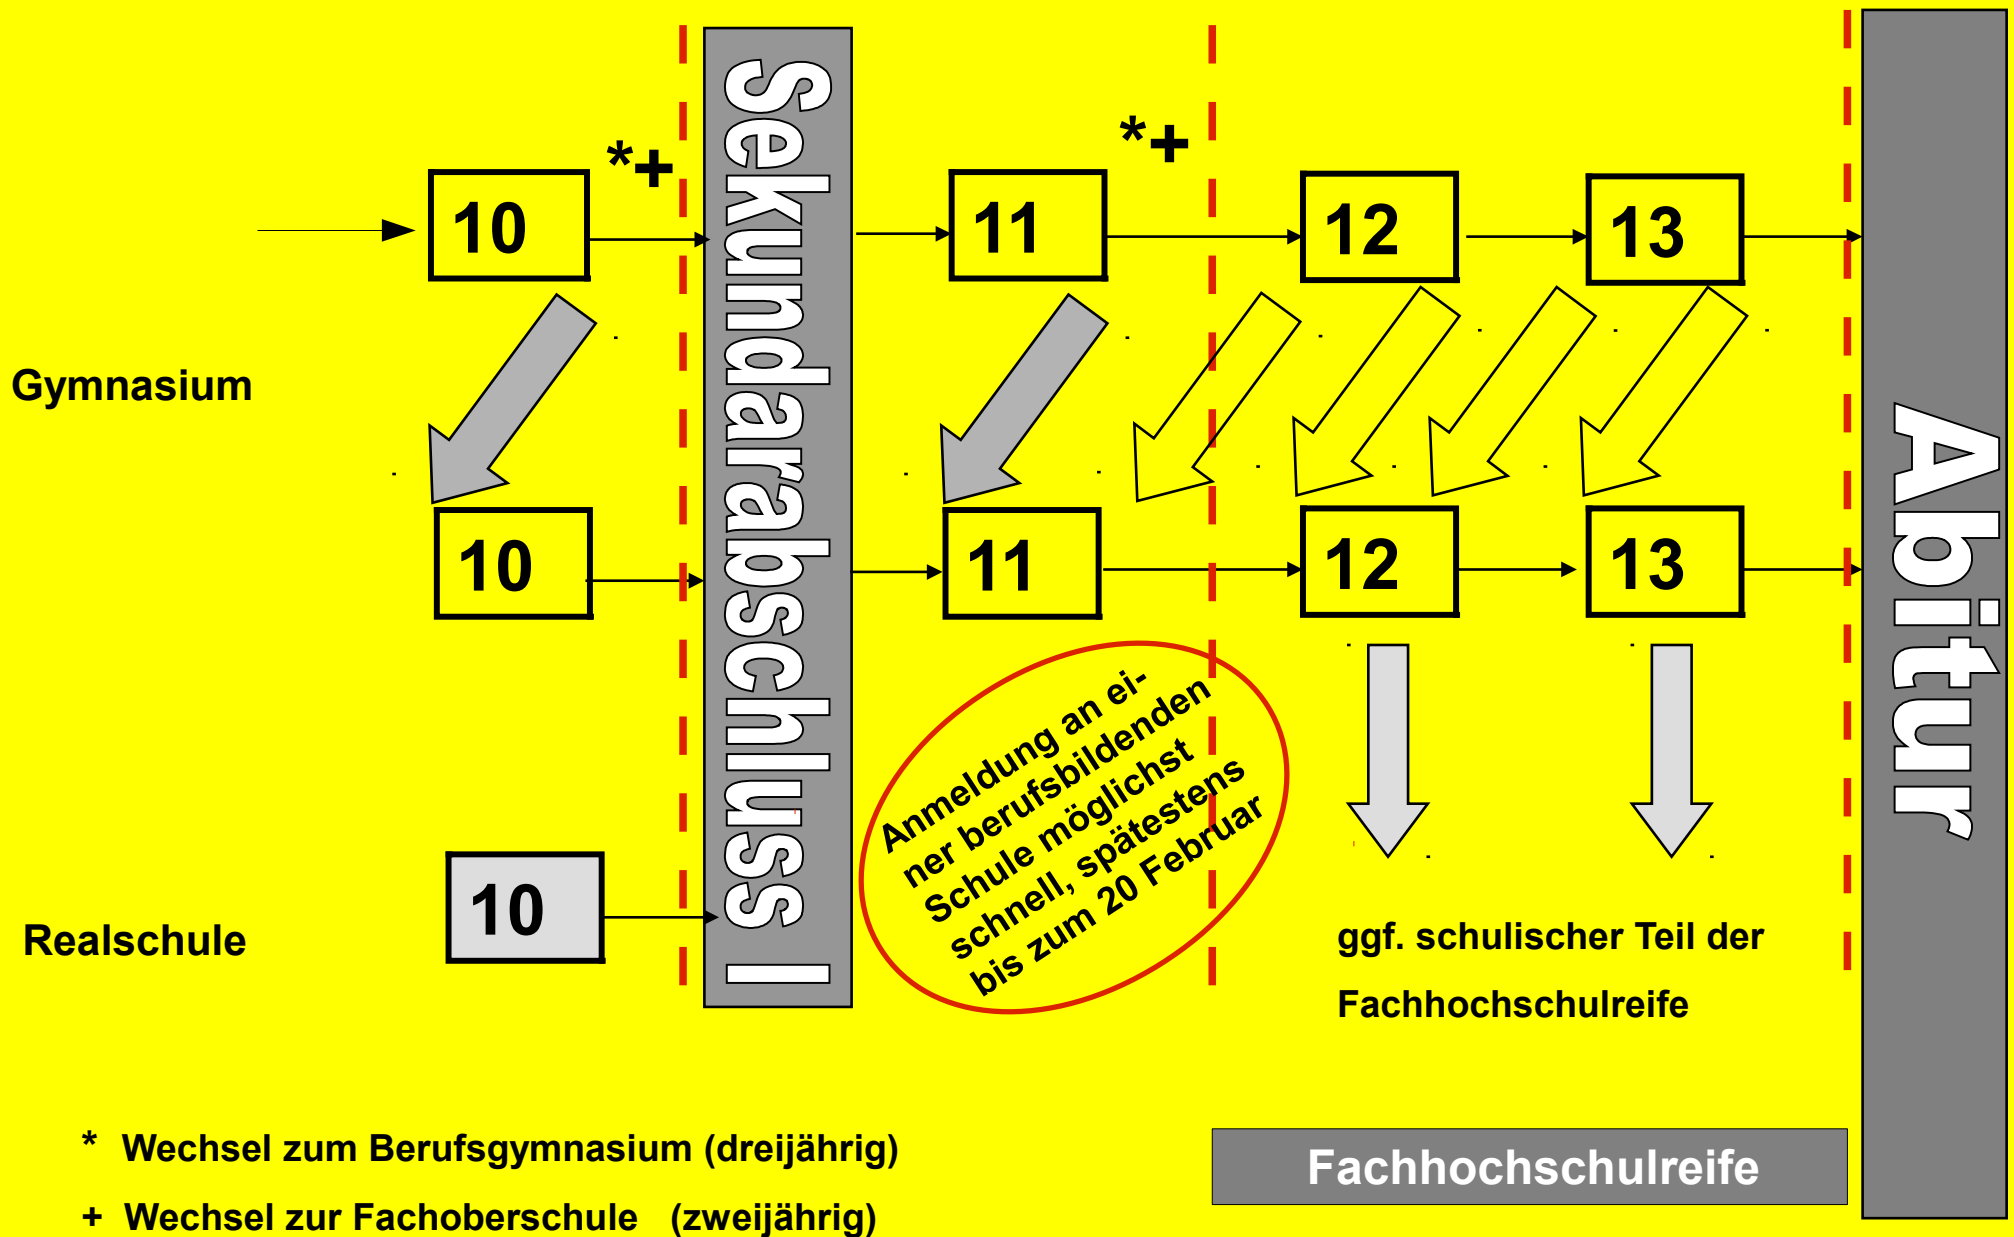 *+
*+
10
11
12
13
Gymnasium
10
11
12
13
Sekundarabschluss I
Abitur
Anmeldung an ei-
ner berufsbildenden
Schule möglichst
schnell, spätestens
bis zum 20 Februar
Realschule
10
ggf. schulischer Teil der
Fachhochschulreife
* Wechsel zum Berufsgymnasium (dreijährig)
+ Wechsel zur Fachoberschule (zweijährig)
Fachhochschulreife